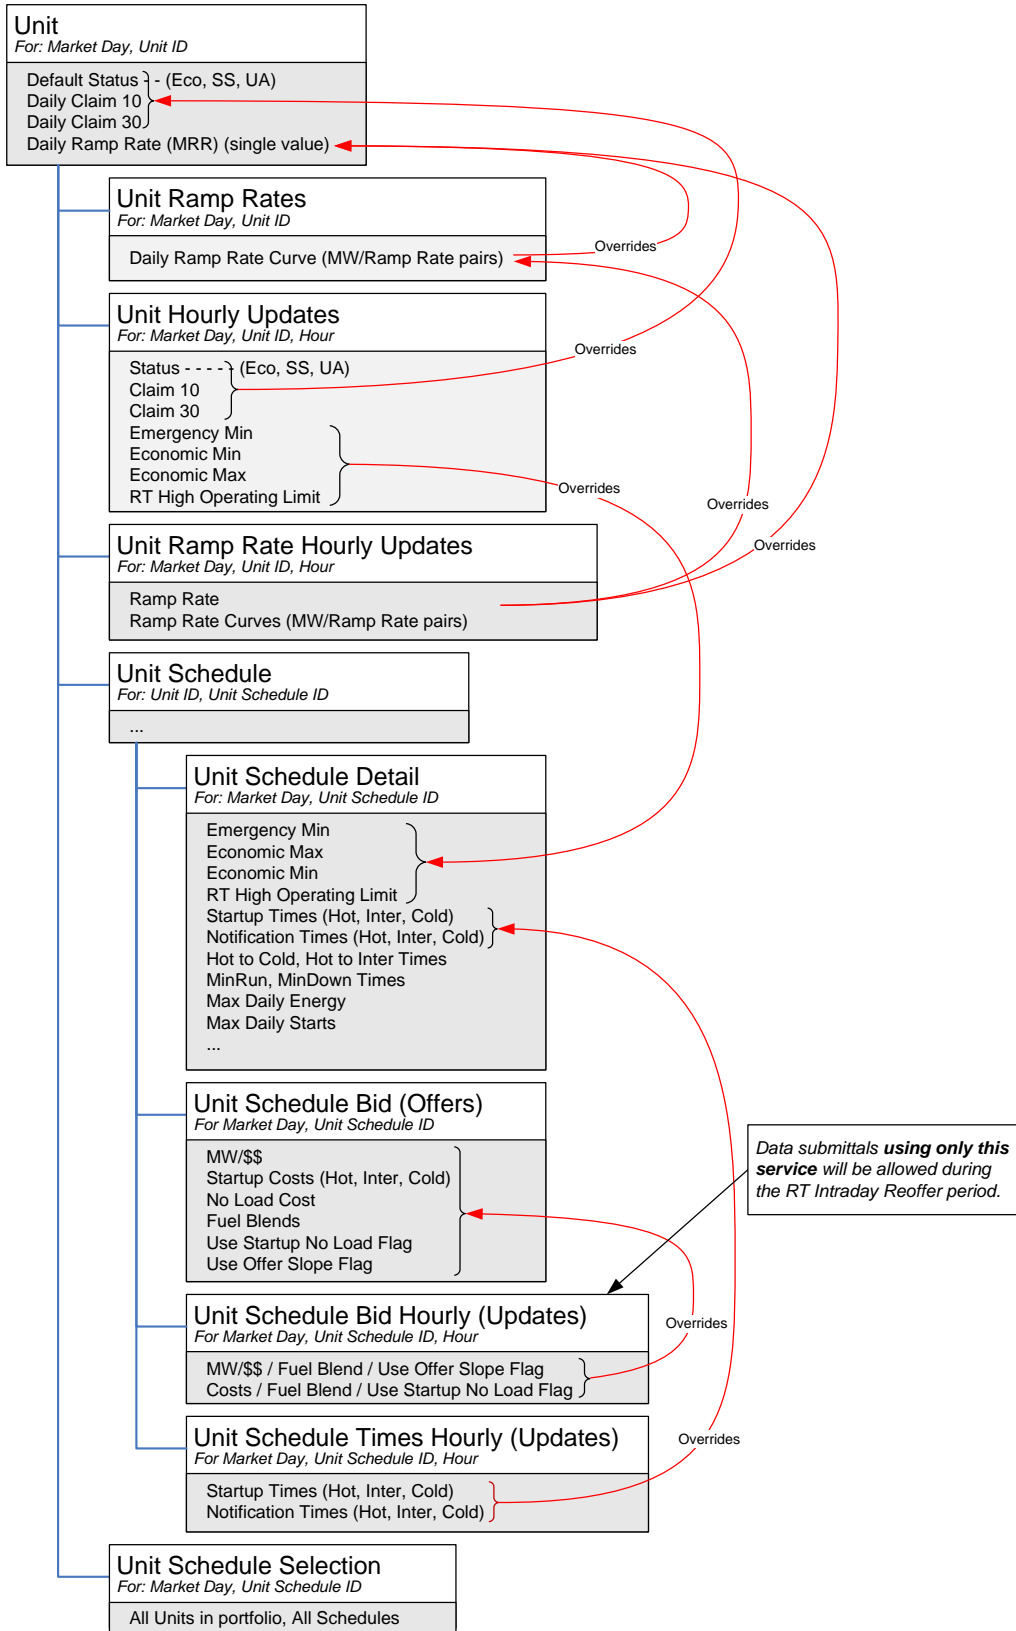 Unit
For: Market Day, Unit ID
Default Status - - (Eco, SS, UA)
Daily Claim 10
Daily Claim 30
Daily Ramp Rate (MRR) (single value)
Unit Ramp Rates
For: Market Day, Unit ID
Daily Ramp Rate Curve (MW/Ramp Rate pairs)
Overrides
Unit Hourly Updates
For: Market Day, Unit ID, Hour
Overrides
Status - - - - - (Eco, SS, UA)
Claim 10
Claim 30
Emergency Min
Economic Min
Economic Max
RT High Operating Limit
Overrides
Overrides
Overrides
Unit Ramp Rate Hourly Updates
For: Market Day, Unit ID, Hour
Ramp Rate
Ramp Rate Curves (MW/Ramp Rate pairs)
Unit Schedule
For: Unit ID, Unit Schedule ID
...
Unit Schedule Detail
For: Market Day, Unit Schedule ID
Emergency Min
Economic Max
Economic Min
RT High Operating Limit
Startup Times (Hot, Inter, Cold)
Notification Times (Hot, Inter, Cold)
Hot to Cold, Hot to Inter Times
MinRun, MinDown Times
Max Daily Energy
Max Daily Starts
...
Unit Schedule Bid (Offers)
For Market Day, Unit Schedule ID
MW/$$
Startup Costs (Hot, Inter, Cold)
No Load Cost
Fuel Blends
Use Startup No Load Flag
Use Offer Slope Flag
Data submittals using only this
service will be allowed during
the RT Intraday Reoffer period.
Unit Schedule Bid Hourly (Updates)
For Market Day, Unit Schedule ID, Hour
Overrides
MW/$$ / Fuel Blend / Use Offer Slope Flag
Costs / Fuel Blend / Use Startup No Load Flag
Unit Schedule Times Hourly (Updates)
For Market Day, Unit Schedule ID, Hour
Overrides
Startup Times (Hot, Inter, Cold)
Notification Times (Hot, Inter, Cold)
Unit Schedule Selection
For: Market Day, Unit Schedule ID
All Units in portfolio, All Schedules